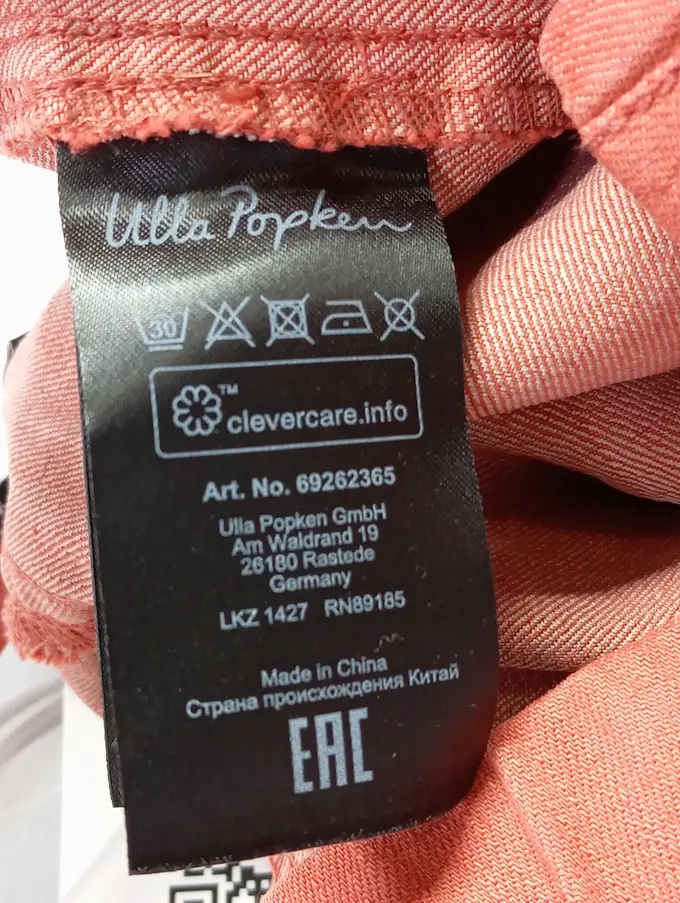 Ulla Popken
30
™
clevercare.info
Art. No. 69262365
Ulla Popken GmbH
Am Waldrand 19
26180 Rastede
Germany
LKZ 1427 RN89185
Made in China
Страна происхождения Китай
EAC